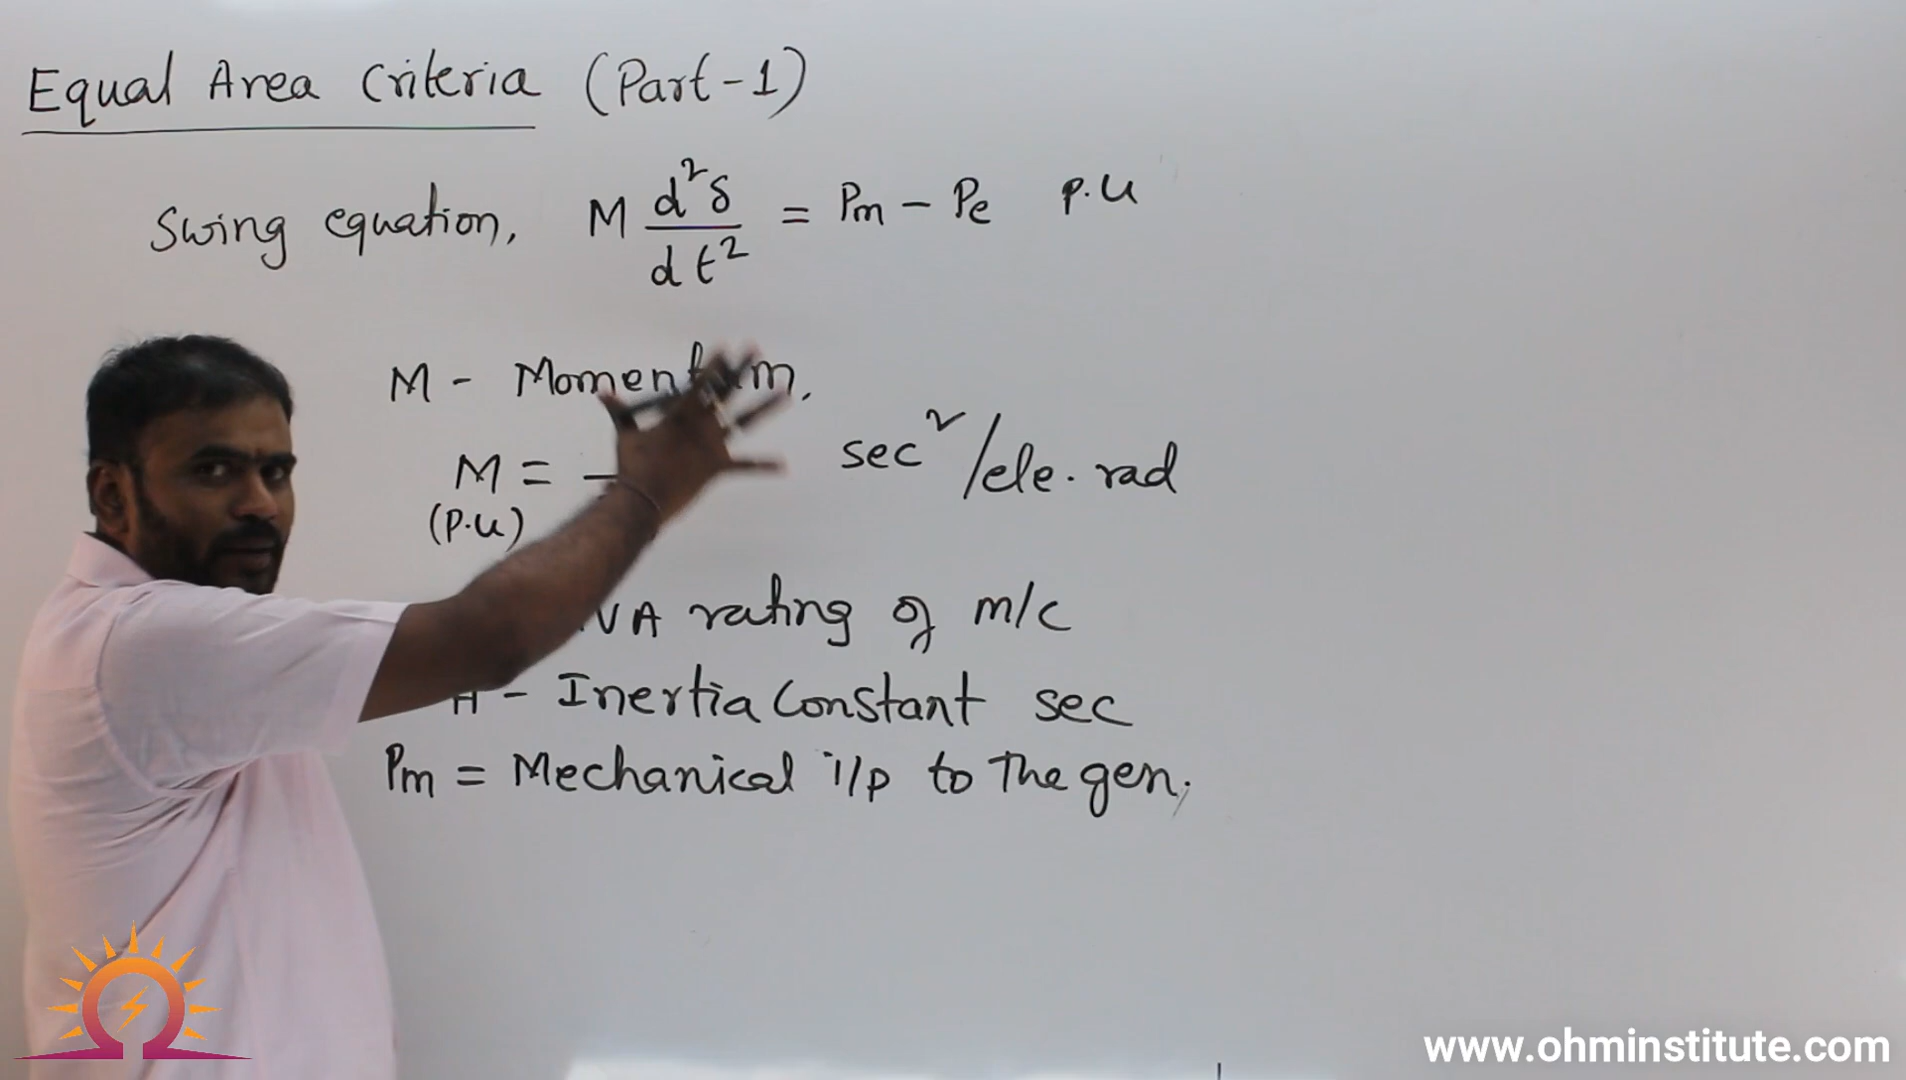 Equal Area Criteria (Part-1)
Swing equation, M d²δ/dt² = Pm - Pe p.u
M - Momentum,
M = sec²/ele. rad
(p.u)
VA rating of m/c
H - Inertia Constant sec
Pm = Mechanical i/p to The gen.
www.ohminstitute.com